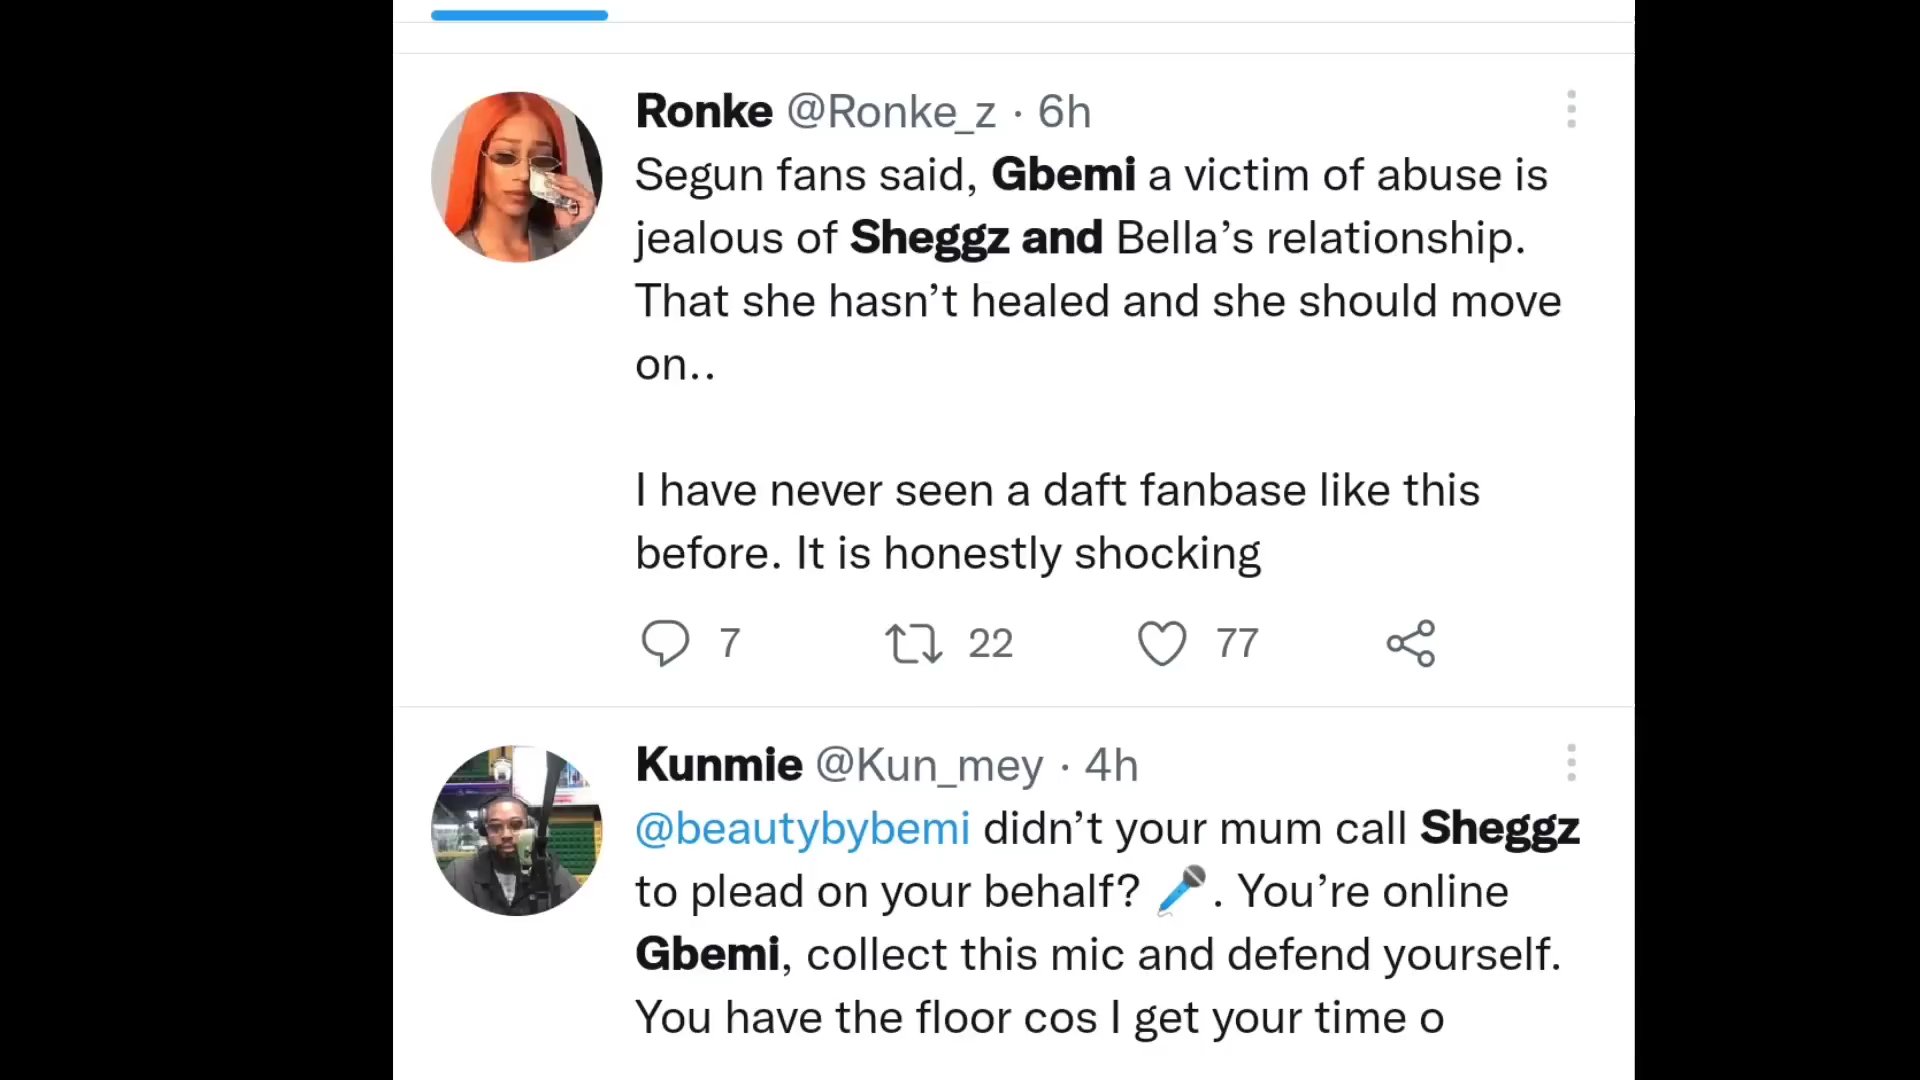 Ronke @Ronke_z · 6h
Segun fans said, Gbemi a victim of abuse is
jealous of Sheggz and Bella’s relationship.
That she hasn’t healed and she should move
on..
I have never seen a daft fanbase like this
before. It is honestly shocking
7 22 77
Kunmie @Kun_mey · 4h
@beautybybemi didn’t your mum call Sheggz
to plead on your behalf? 🎤. You’re online
Gbemi, collect this mic and defend yourself.
You have the floor cos I get your time o